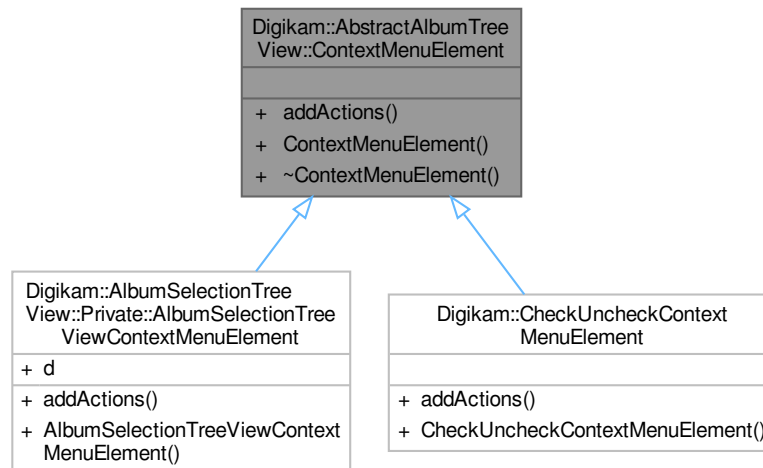 Digikam::AbstractAlbumTree
View::ContextMenuElement
+ addActions()
+ ContextMenuElement()
+ ~ContextMenuElement()
Digikam::AlbumSelectionTree
View::Private::AlbumSelectionTree
ViewContextMenuElement
+ d
+ addActions()
+ AlbumSelectionTreeViewContext
MenuElement()
Digikam::CheckUncheckContext
MenuElement
+ addActions()
+ CheckUncheckContextMenuElement()